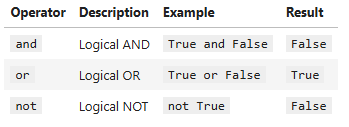 Operator Description Example Result
and Logical AND True and False False
or Logical OR True or False True
not Logical NOT not True False